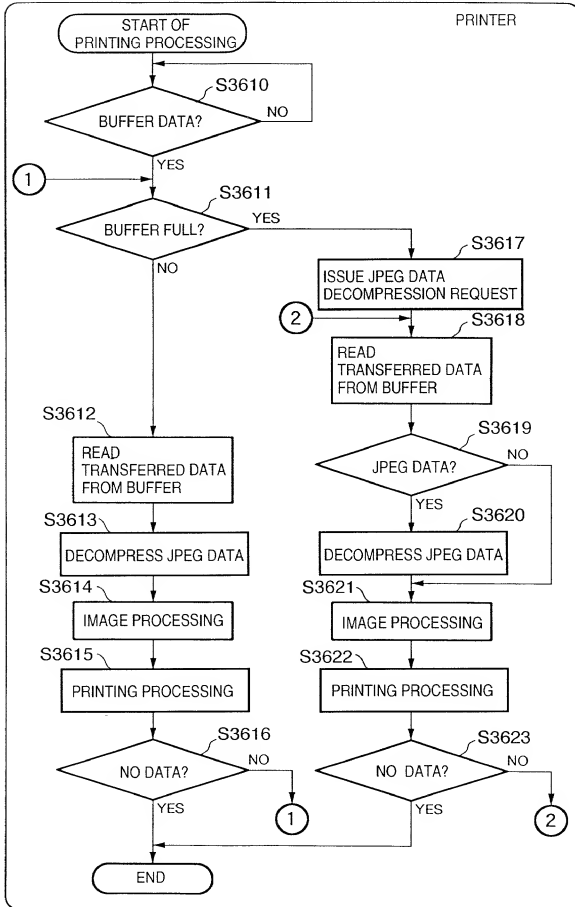 PRINTER
START OF
PRINTING PROCESSING
S3610
BUFFER DATA?
NO
YES
1
S3611
BUFFER FULL?
YES
NO
S3617
ISSUE JPEG DATA
DECOMPRESSION REQUEST
2
S3618
READ
TRANSFERRED DATA
FROM BUFFER
S3612
READ
TRANSFERRED DATA
FROM BUFFER
S3619
JPEG DATA?
NO
YES
S3613
DECOMPRESS JPEG DATA
S3620
DECOMPRESS JPEG DATA
S3614
IMAGE PROCESSING
S3621
IMAGE PROCESSING
S3615
PRINTING PROCESSING
S3622
PRINTING PROCESSING
S3616
NO DATA?
NO
YES
1
S3623
NO DATA?
NO
YES
2
END